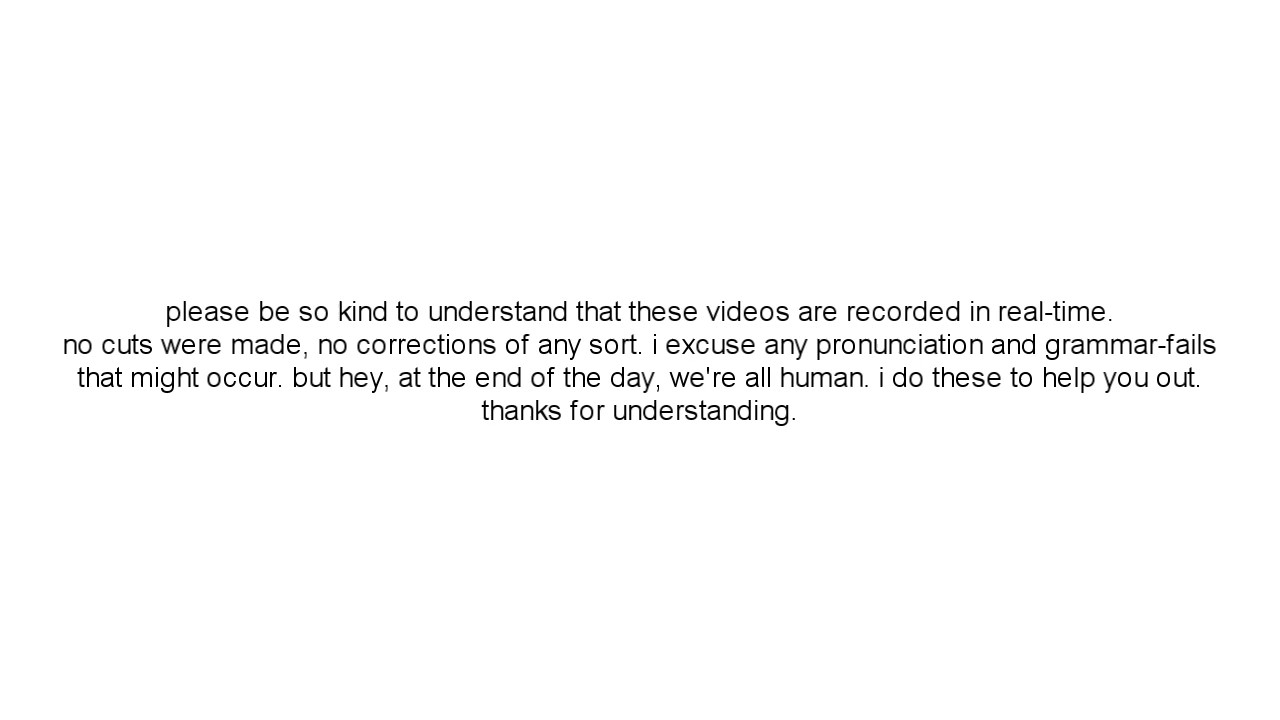 please be so kind to understand that these videos are recorded in real-time.
no cuts were made, no corrections of any sort. i excuse any pronunciation and grammar-fails
that might occur. but hey, at the end of the day, we're all human. i do these to help you out.
thanks for understanding.